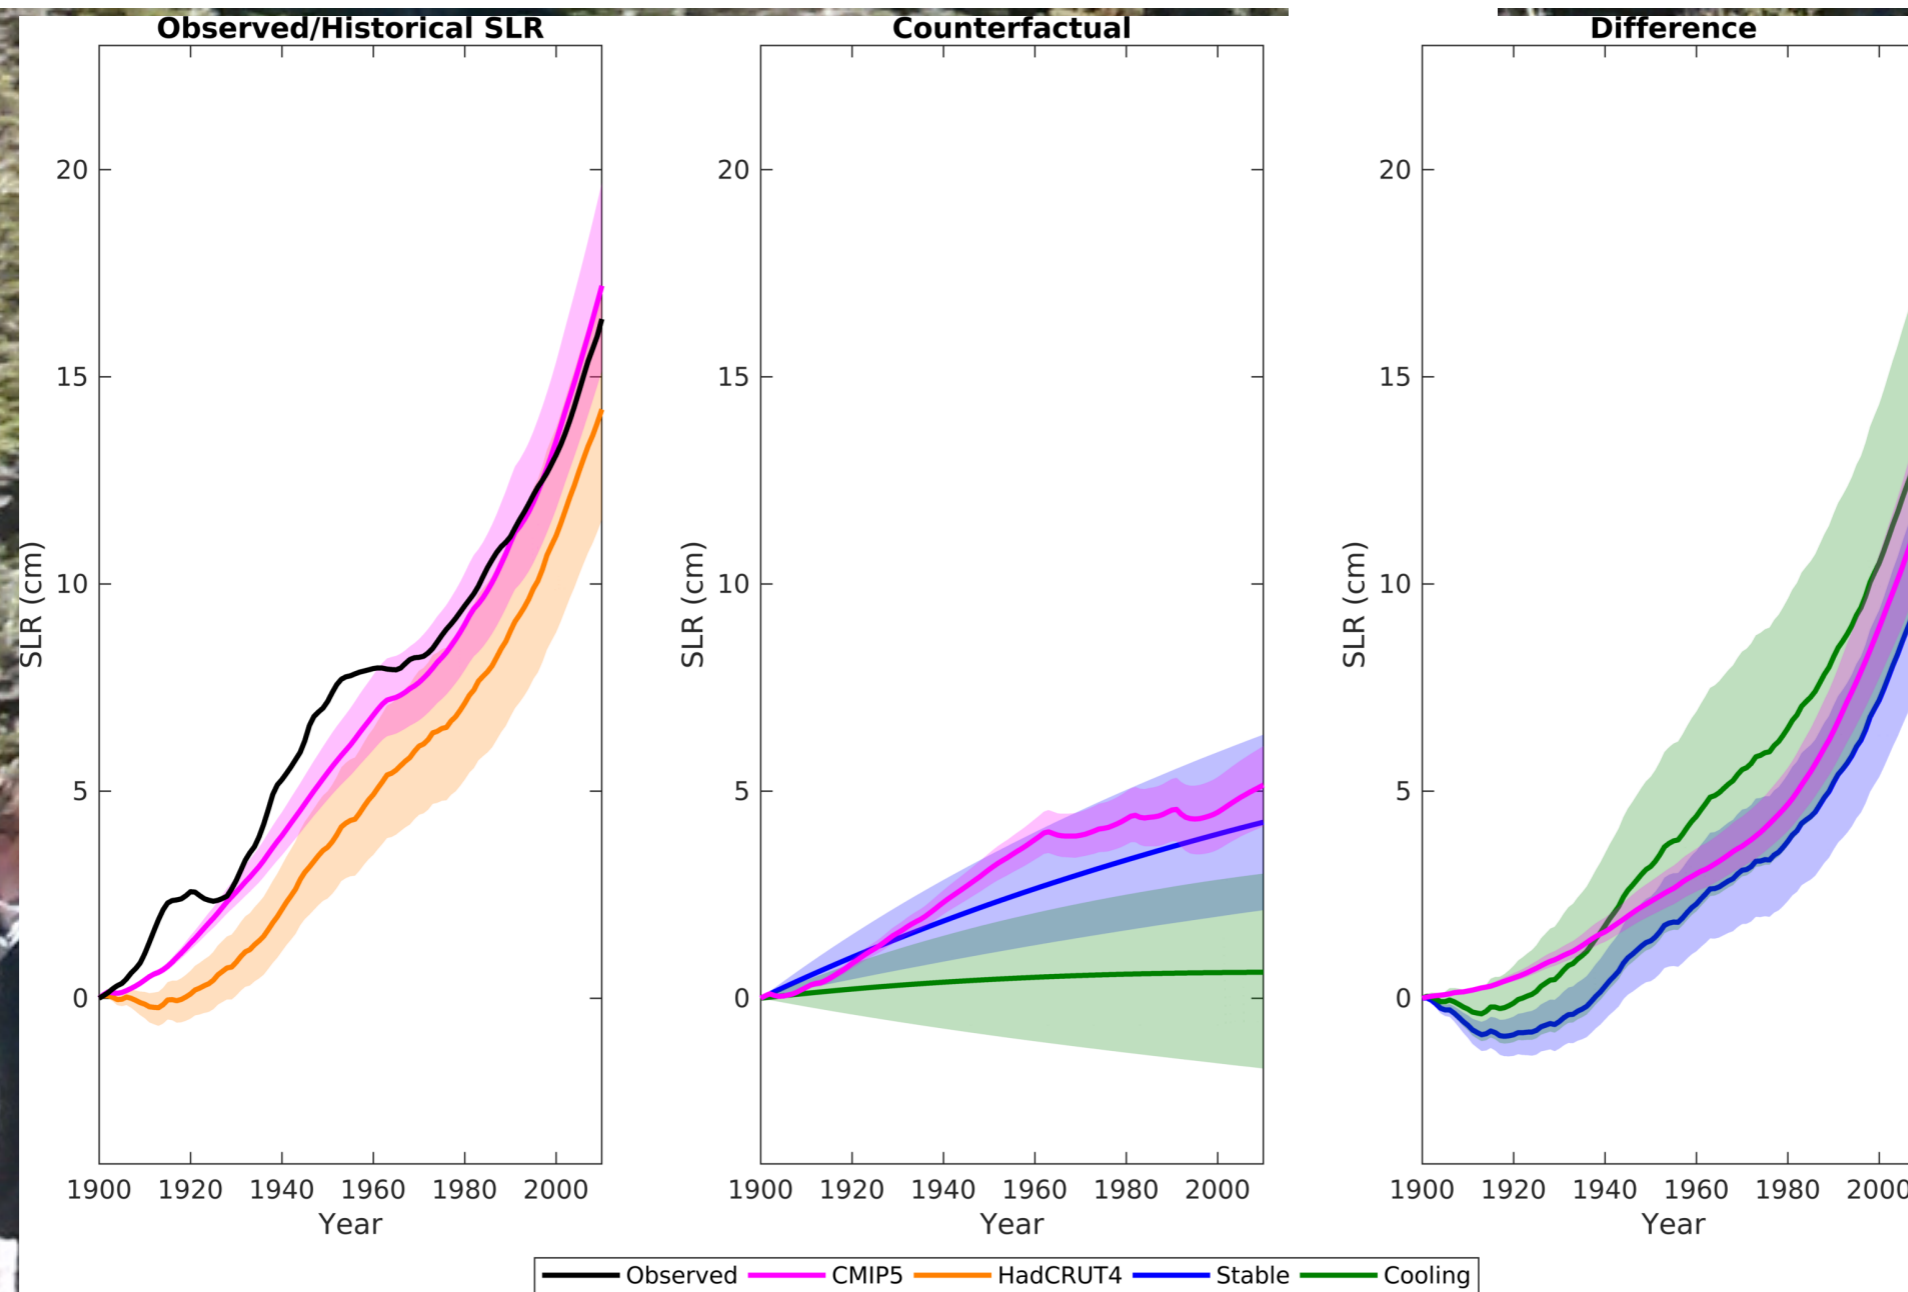 Observed/Historical SLR
Counterfactual
Difference
20
15
10
5
0
SLR (cm)
1900 1920 1940 1960 1980 2000
Year
20
15
10
5
0
SLR (cm)
1900 1920 1940 1960 1980 2000
Year
20
15
10
5
0
SLR (cm)
1900 1920 1940 1960 1980 2000
Year
Observed CMIP5 HadCRUT4 Stable Cooling